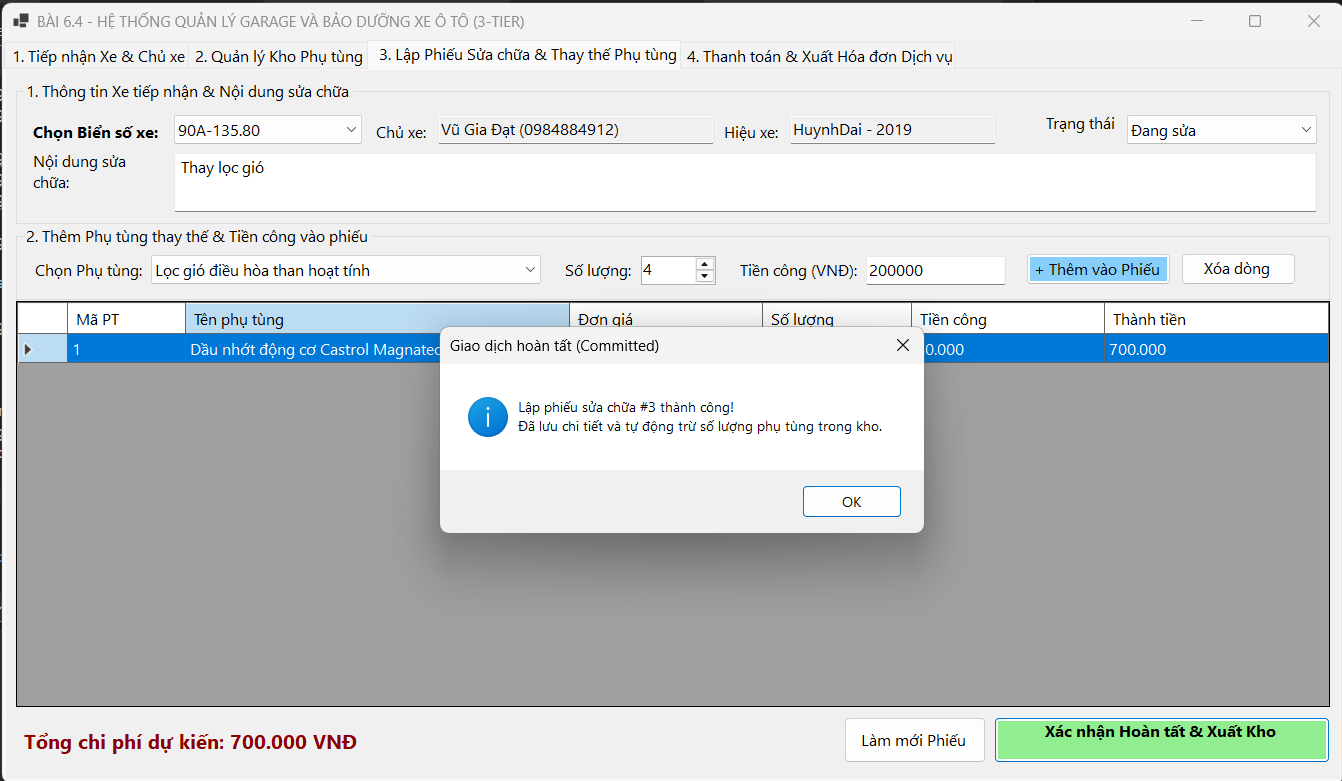 BÀI 6.4 - HỆ THỐNG QUẢN LÝ GARAGE VÀ BẢO DƯỠNG XE Ô TÔ (3-TIER)
1. Tiếp nhận Xe & Chủ xe 2. Quản lý Kho Phụ tùng 3. Lập Phiếu Sửa chữa & Thay thế Phụ tùng 4. Thanh toán & Xuất Hóa đơn Dịch vụ
1. Thông tin Xe tiếp nhận & Nội dung sửa chữa
Chọn Biển số xe: 90A-135.80 Chủ xe: Vũ Gia Đạt (0984884912) Hiệu xe: HuynhDai - 2019 Trạng thái Đang sửa
Nội dung sửa chữa: Thay lọc gió
2. Thêm Phụ tùng thay thế & Tiền công vào phiếu
Chọn Phụ tùng: Lọc gió điều hòa than hoạt tính Số lượng: 4 Tiền công (VNĐ): 200000 + Thêm vào Phiếu Xóa dòng
Mã PT Tên phụ tùng Đơn giá Số lượng Tiền công Thành tiền
1 Dầu nhớt động cơ Castrol Magnatec 0.000 700.000
Giao dịch hoàn tất (Committed)
Lập phiếu sửa chữa #3 thành công!
Đã lưu chi tiết và tự động trừ số lượng phụ tùng trong kho.
OK
Tổng chi phí dự kiến: 700.000 VNĐ Làm mới Phiếu Xác nhận Hoàn tất & Xuất Kho